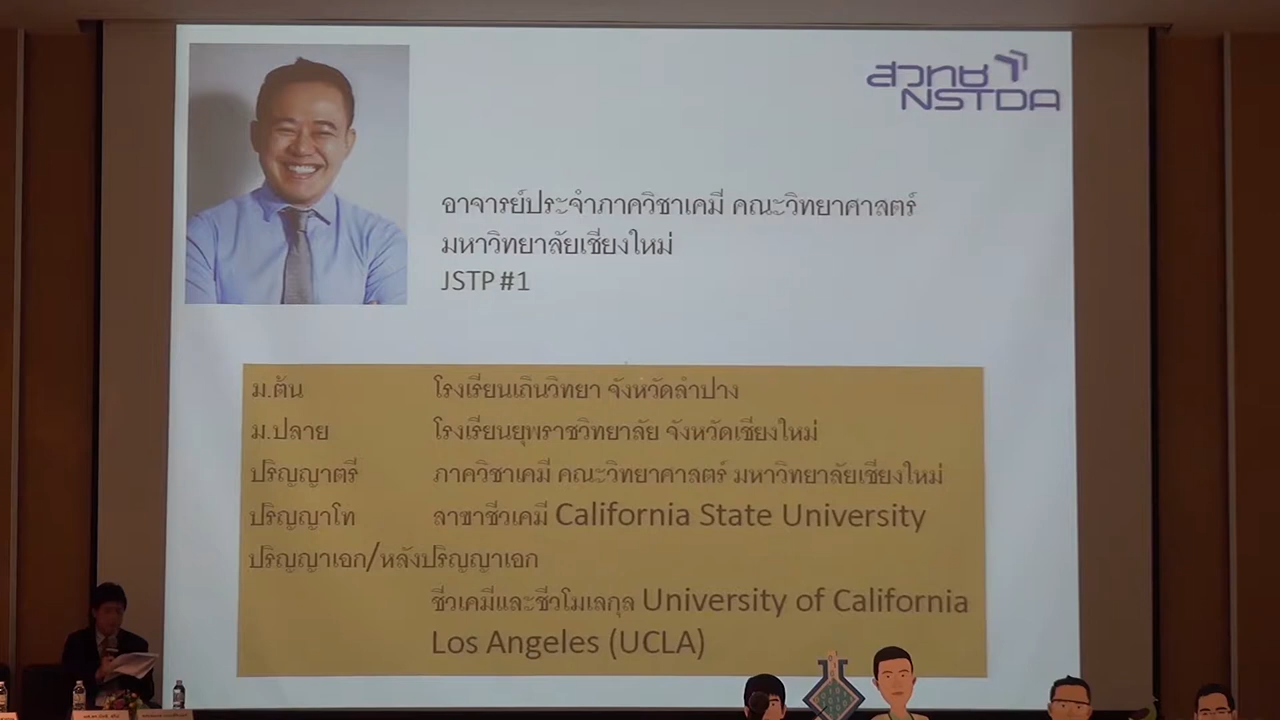 สวทช
NSTDA
อาจารย์ประจำภาควิชาเคมี คณะวิทยาศาสตร์
มหาวิทยาลัยเชียงใหม่
JSTP #1
ม.ต้น โรงเรียนเถินวิทยา จังหวัดลำปาง
ม.ปลาย โรงเรียนยุพราชวิทยาลัย จังหวัดเชียงใหม่
ปริญญาตรี ภาควิชาเคมี คณะวิทยาศาสตร์ มหาวิทยาลัยเชียงใหม่
ปริญญาโท สาขาชีวเคมี California State University
ปริญญาเอก/หลังปริญญาเอก
ชีวเคมีและชีวโมเลกุล University of California
Los Angeles (UCLA)